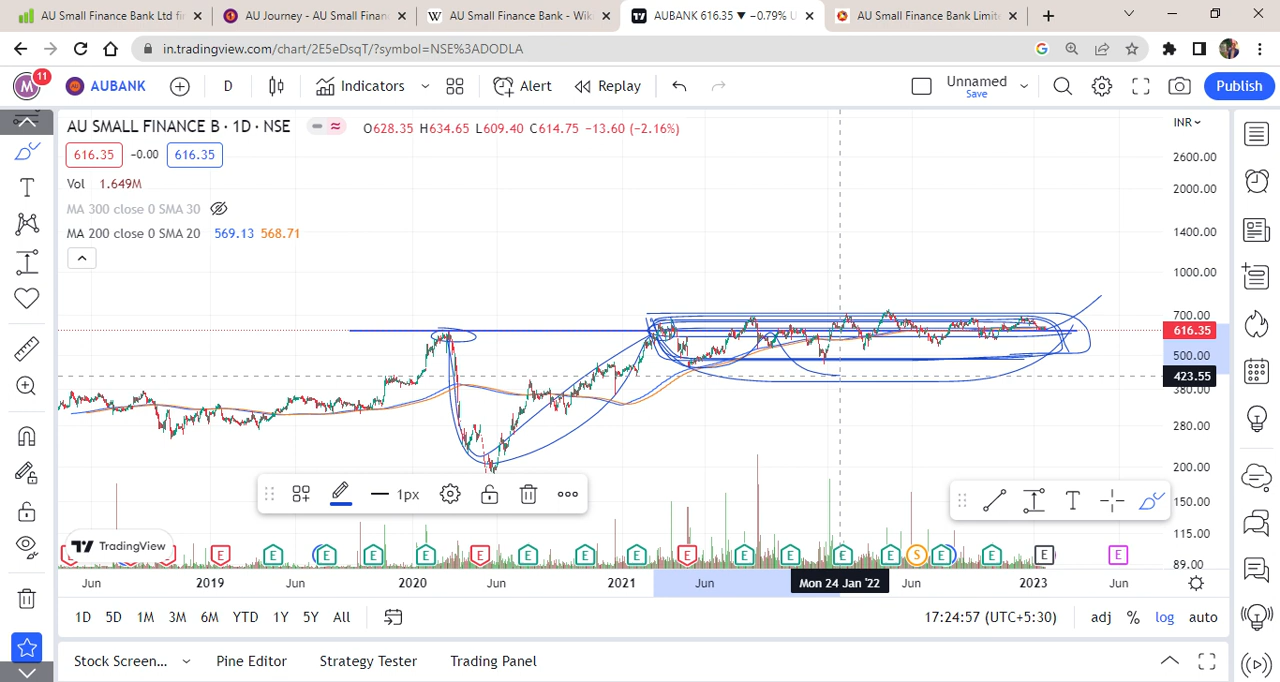 AU Small Finance Bank Ltd fir
AU Journey - AU Small Finan
AU Small Finance Bank - Wiki
AUBANK 616.35 ▼ −0.79% U
AU Small Finance Bank Limite
in.tradingview.com/chart/2E5eDsqT/?symbol=NSE%3ADODLA
M 11
AUBANK
D
Indicators
Alert
Replay
Unnamed
Save
Publish
AU SMALL FINANCE B · 1D · NSE
O628.35 H634.65 L609.40 C614.75 −13.60 (−2.16%)
INR
616.35 -0.00 616.35
Vol 1.649M
MA 300 close 0 SMA 30
MA 200 close 0 SMA 20 569.13 568.71
2600.00
2000.00
1400.00
1000.00
700.00
616.35
500.00
423.55
380.00
280.00
200.00
150.00
115.00
89.00
1px
TradingView
E E E E E E E E E E E E E S E E E E
Jun 2019 Jun 2020 Jun 2021 Jun Mon 24 Jan '22 Jun 2023 Jun
1D 5D 1M 3M 6M YTD 1Y 5Y All
17:24:57 (UTC+5:30) adj % log auto
Stock Screen... Pine Editor Strategy Tester Trading Panel